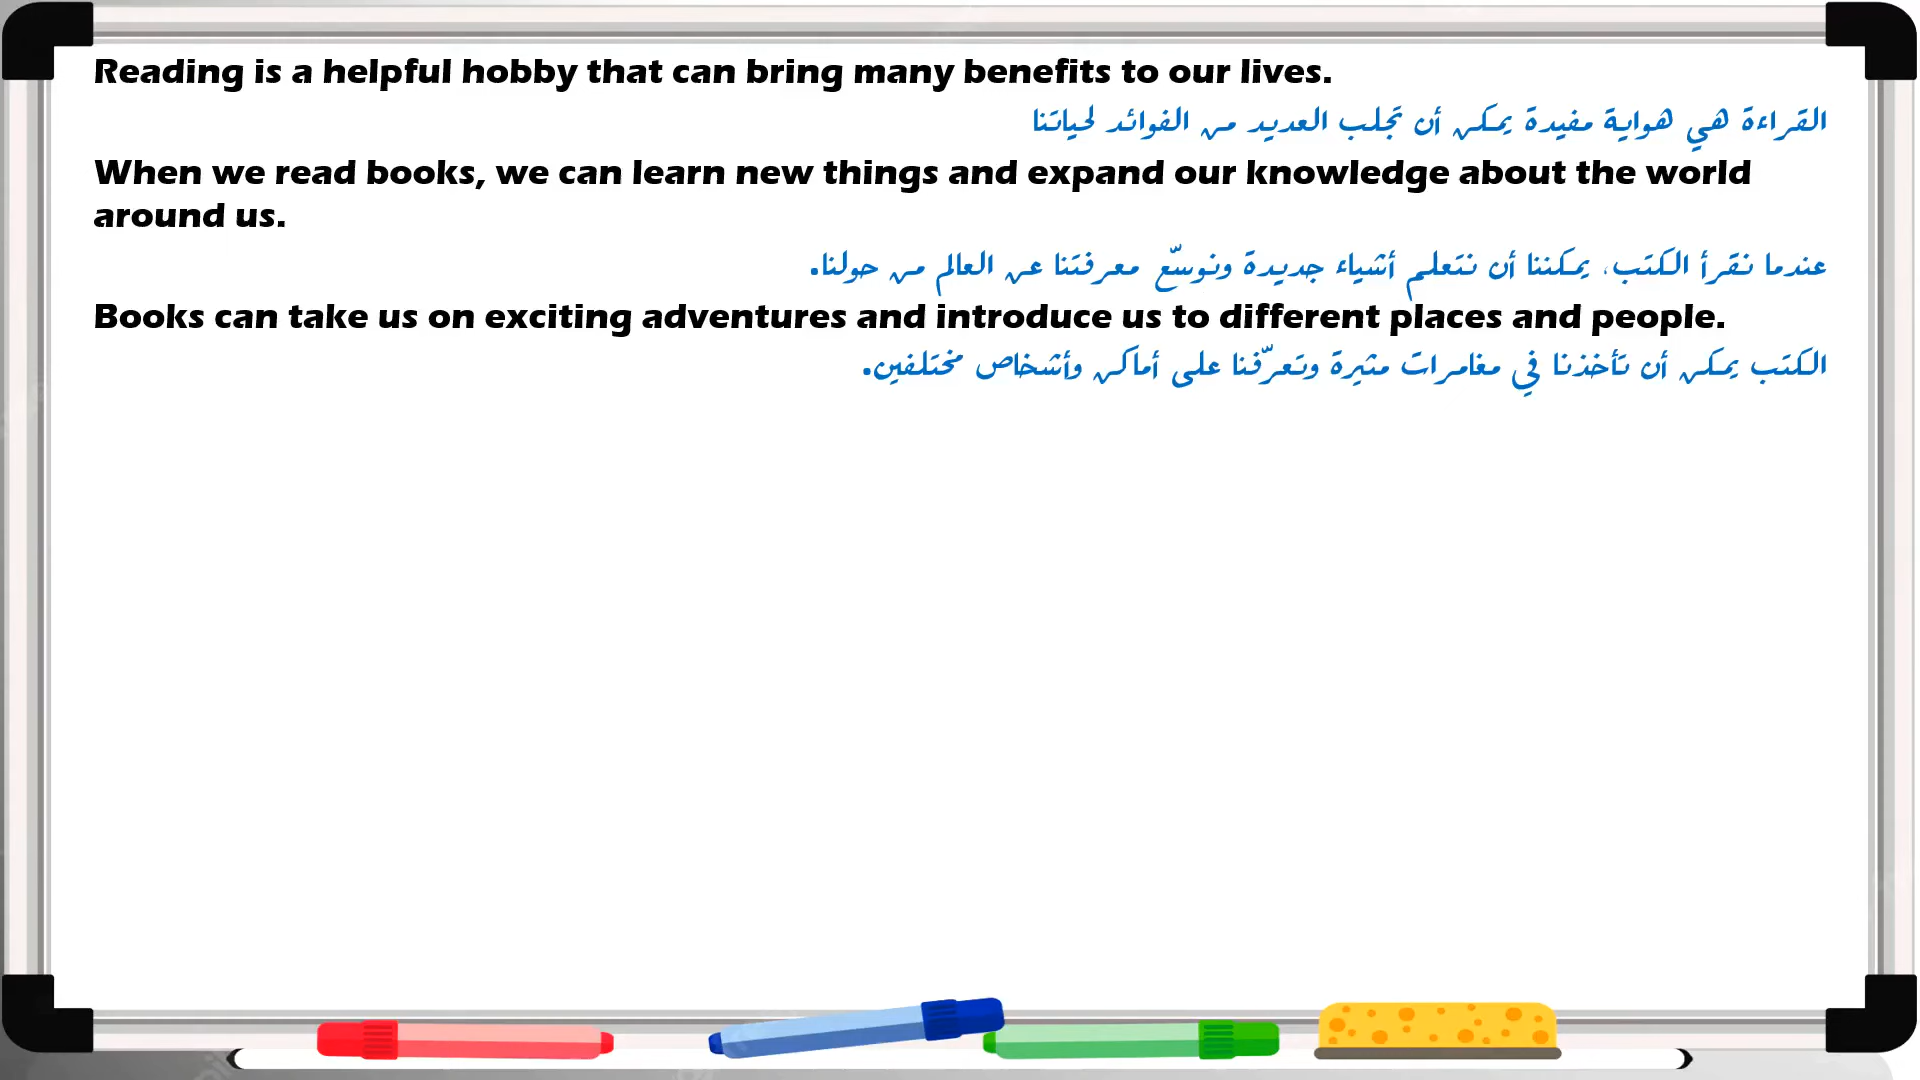 Reading is a helpful hobby that can bring many benefits to our lives.
القراءة هي هواية مفيدة يمكن أن تجلب العديد من الفوائد لحياتنا
When we read books, we can learn new things and expand our knowledge about the world
around us.
عندما نقرأ الكتب، يمكننا أن نتعلم أشياء جديدة ونوسّع معرفتنا عن العالم من حولنا.
Books can take us on exciting adventures and introduce us to different places and people.
الكتب يمكن أن تأخذنا في مغامرات مثيرة وتعرّفنا على أماكن وأشخاص مختلفين.